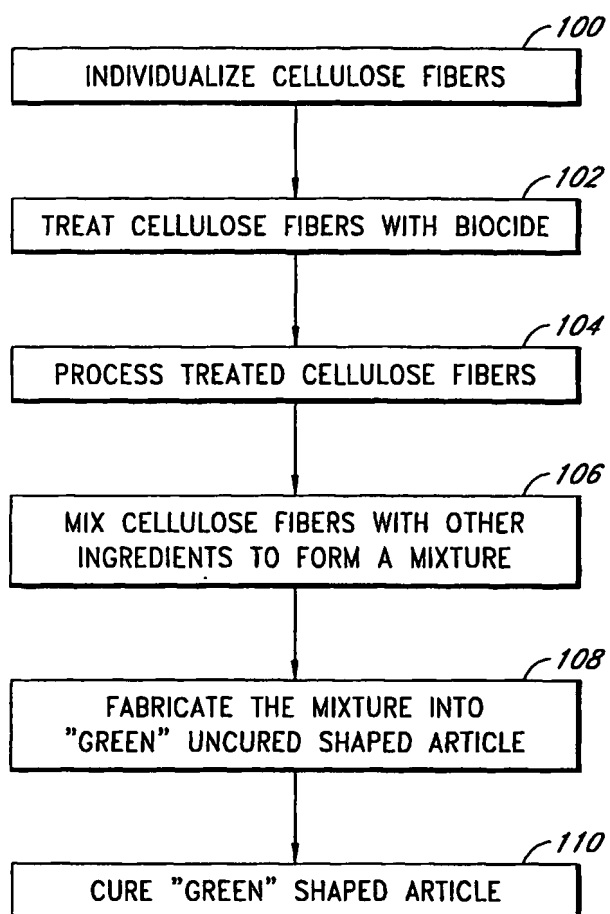 100
INDIVIDUALIZE CELLULOSE FIBERS
102
TREAT CELLULOSE FIBERS WITH BIOCIDE
104
PROCESS TREATED CELLULOSE FIBERS
106
MIX CELLULOSE FIBERS WITH OTHER
INGREDIENTS TO FORM A MIXTURE
108
FABRICATE THE MIXTURE INTO
"GREEN" UNCURED SHAPED ARTICLE
110
CURE "GREEN" SHAPED ARTICLE